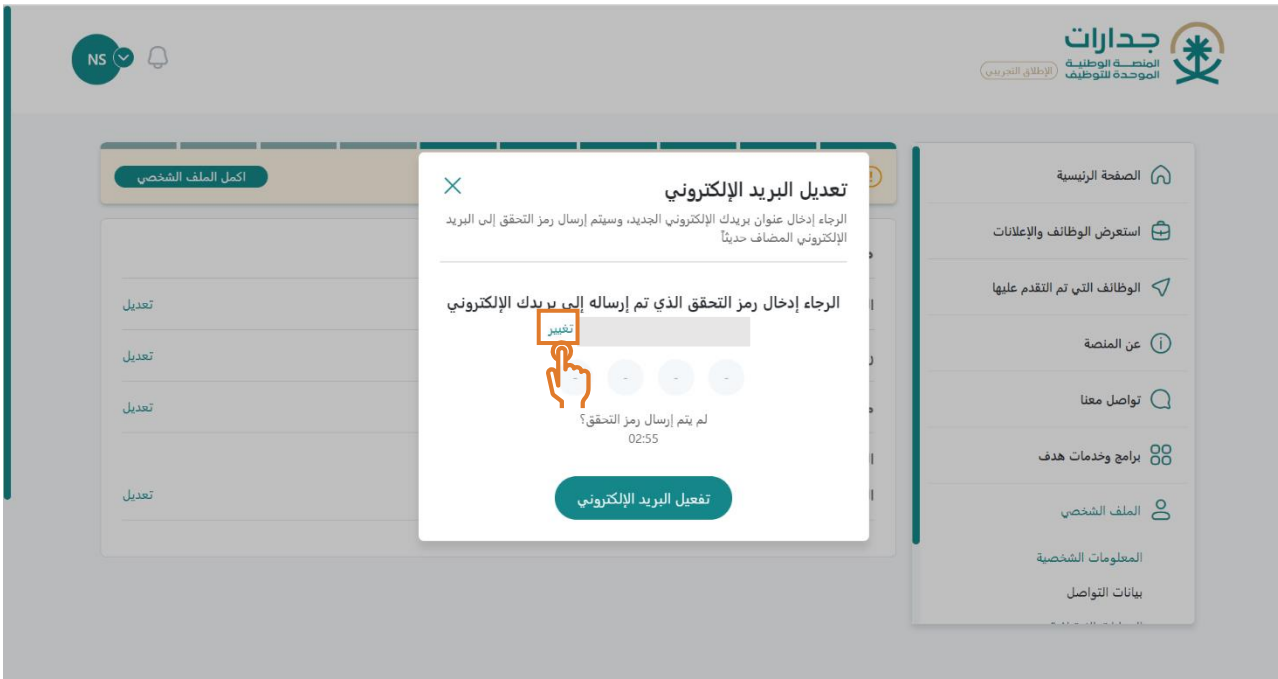 جدارات
المنصة الوطنية
الموحدة للتوظيف
(الإطلاق التجريبي)
NS
الصفحة الرئيسية
استعرض الوظائف والإعلانات
الوظائف التي تم التقدم عليها
عن المنصة
تواصل معنا
برامج وخدمات هدف
الملف الشخصي
المعلومات الشخصية
بيانات التواصل
اكمل الملف الشخصي
تعديل
تعديل
تعديل
تعديل
تعديل البريد الإلكتروني
الرجاء إدخال عنوان بريدك الإلكتروني الجديد، وسيتم إرسال رمز التحقق إلى البريد
الإلكتروني المضاف حديثاً
الرجاء إدخال رمز التحقق الذي تم إرساله إلى بريدك الإلكتروني
تغيير
- - - -
لم يتم إرسال رمز التحقق؟
02:55
تفعيل البريد الإلكتروني